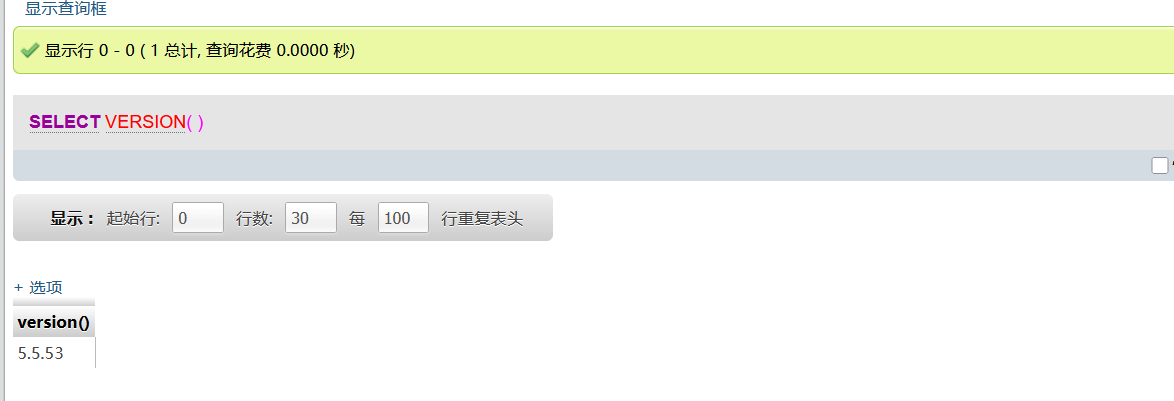 显示查询框
显示行 0 - 0 ( 1 总计, 查询花费 0.0000 秒)
SELECT VERSION( )
显示： 起始行: 0 行数: 30 每 100 行重复表头
+ 选项
version()
5.5.53